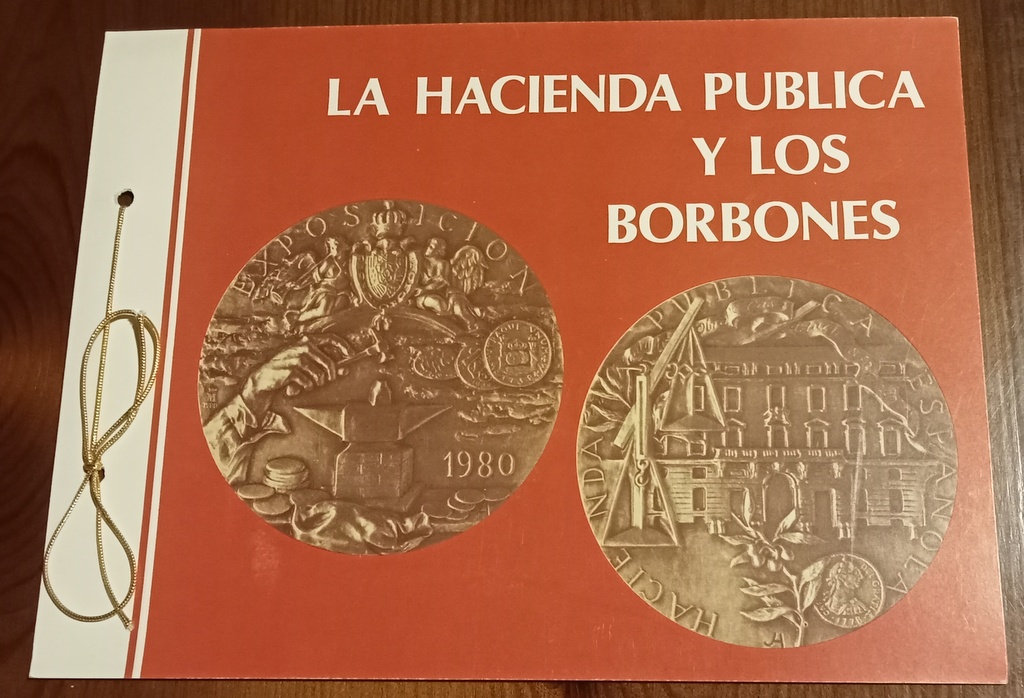 LA HACIENDA PUBLICA
Y LOS
BORBONES
EXPOSICION
1980
HACIENDA PUBLICA ESPAÑOLA